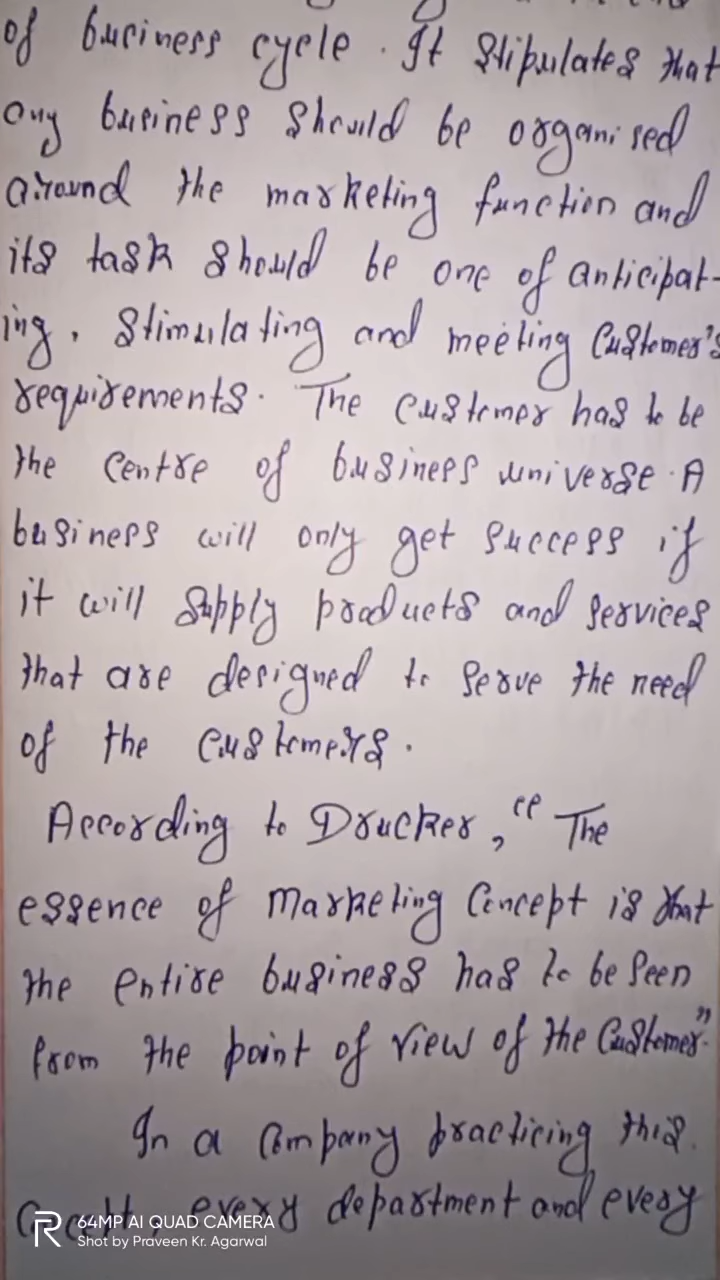 of business cycle. It stipulates that
any business should be organised
around the marketing function and
its task should be one of anticipat-
ing, stimulating and meeting customer's
requirements. The customer has to be
the centre of business universe. A
business will only get success if
it will supply products and services
that are designed to serve the need
of the customers.
According to Drucker, "The
essence of marketing concept is that
the entire business has to be seen
from the point of view of the customer".
In a company practicing this
every department and every
64MP AI QUAD CAMERA
Shot by Praveen Kr. Agarwal